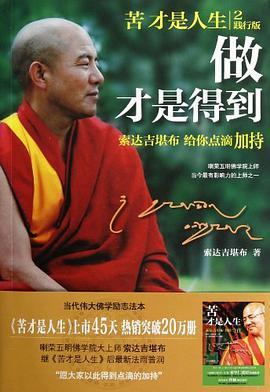 苦 才是人生 2 践行版
做
才是得到
索达吉堪布 给你点滴加持
喇荣五明佛学院上师
当今最有影响力的上师之一
索达吉堪布 著
当代伟大佛学励志法本
《苦才是人生》上市45天 热销突破20万册
喇荣五明佛学院大上师 索达吉堪布
继《苦才是人生》后最新法雨普润
“愿大家以此得到点滴的加持”
苦
才是人生